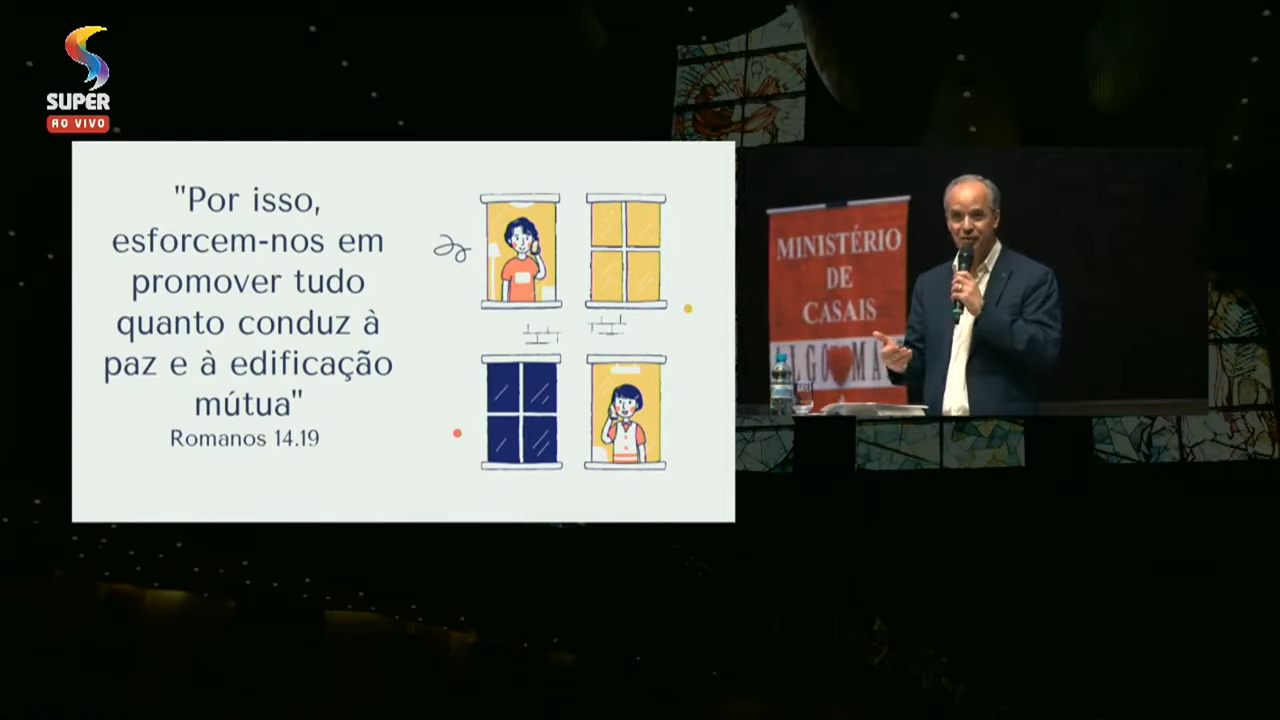 SUPER
AO VIVO
"Por isso,
esforcem-nos em
promover tudo
quanto conduz à
paz e à edificação
mútua"
Romanos 14.19
MINISTÉRIO
DE
CASAIS